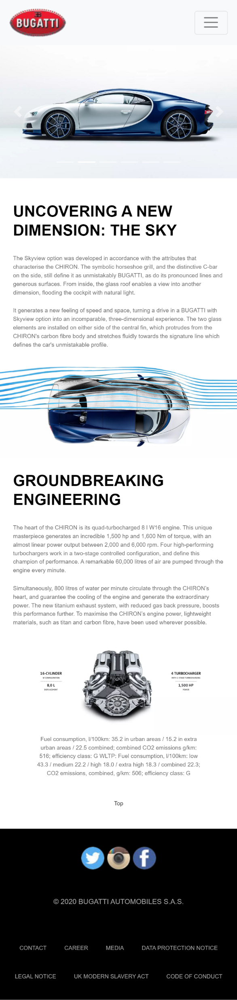 BUGATTI
UNCOVERING A NEW
DIMENSION: THE SKY
The Skyview option was developed in accordance with the attributes that
characterise the CHIRON. The symbolic horseshoe grill, and the distinctive C-bar
on the side, still define it as unmistakably BUGATTI, as do its pronounced lines and
generous surfaces. From inside, the glass roof enables a view into another
dimension, flooding the cockpit with natural light.
It generates a new feeling of speed and space, turning a drive in a BUGATTI with
Skyview option into an incomparable, three-dimensional experience. The two glass
elements are installed on either side of the central fin, which protrudes from the
CHIRON's carbon fibre body and stretches fluidly towards the signature line which
defines the car's unmistakable profile.
GROUNDBREAKING
ENGINEERING
The heart of the CHIRON is its quad-turbocharged 8 l W16 engine. This unique
masterpiece generates an incredible 1,500 hp and 1,600 Nm of torque, with an
almost linear power output between 2,000 and 6,000 rpm. Four high-performing
turbochargers work in a two-stage controlled configuration, and define this
champion of performance. A remarkable 60,000 litres of air are pumped through the
engine every minute.
Simultaneously, 800 litres of water per minute circulate through the CHIRON’s
heart, and guarantee the cooling of the engine and generate the extraordinary
power. The new titanium exhaust system, with reduced gas back pressure, boosts
this performance further. To maximise the CHIRON’s engine power, lightweight
materials, such as titan and carbon fibre, have been used wherever possible.
16-CYLINDER
W CONFIGURATION
8,0 L
DISPLACEMENT
4 TURBOCHARGER
WITH 2-STAGE TURBOCHARGING
1,500 HP
POWER
Fuel consumption, l/100km: 35.2 in urban areas / 15.2 in extra
urban areas / 22.5 combined; combined CO2 emissions g/km:
516; efficiency class: G WLTP: Fuel consumption, l/100km: low
43.3 / medium 22.2 / high 18.0 / extra high 18.3 / combined 22.3;
CO2 emissions, combined, g/km: 506; efficiency class: G
Top
© 2020 BUGATTI AUTOMOBILES S.A.S.
CONTACT CAREER MEDIA DATA PROTECTION NOTICE
LEGAL NOTICE UK MODERN SLAVERY ACT CODE OF CONDUCT